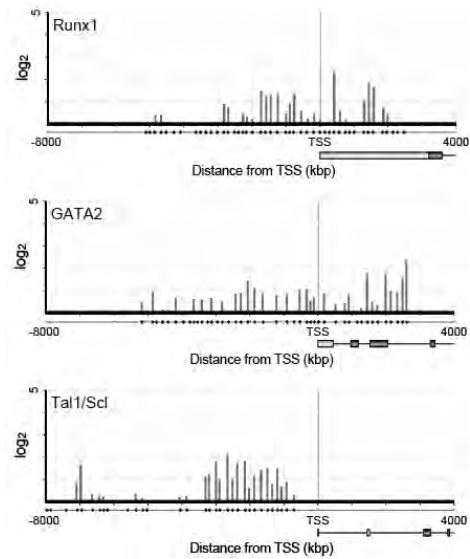 5
Runx1
log2
-8000
TSS
4000
Distance from TSS (kbp)
5
GATA2
log2
-8000
TSS
4000
Distance from TSS (kbp)
5
Tal1/Scl
log2
-8000
TSS
4000
Distance from TSS (kbp)